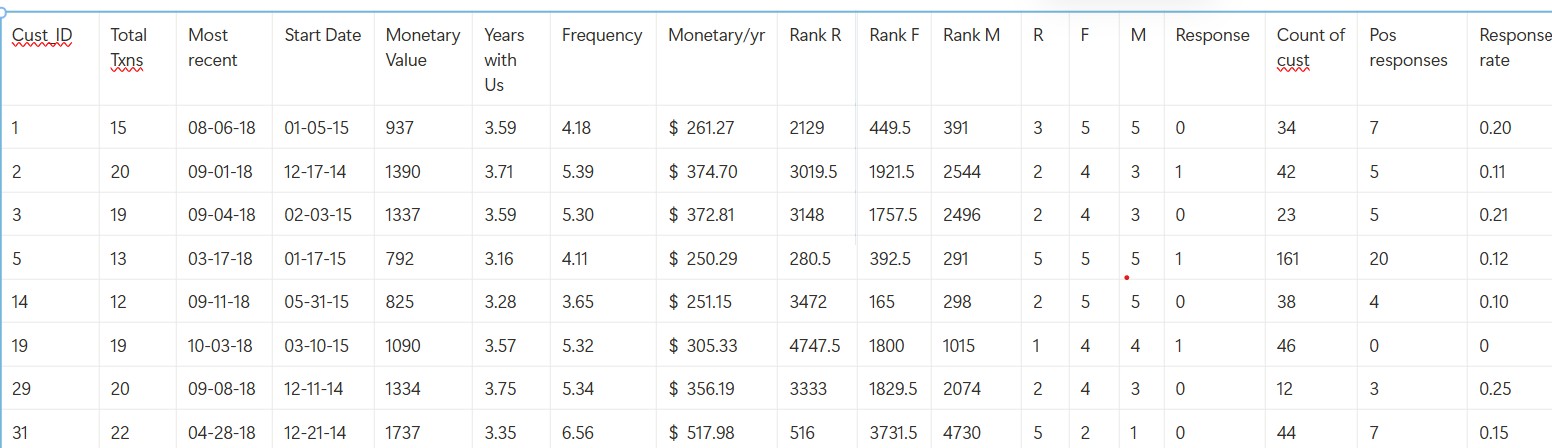 Cust_ID Total Txns Most recent Start Date Monetary Value Years with Us Frequency Monetary/yr Rank R Rank F Rank M R F M Response Count of cust Pos responses Response rate
1 15 08-06-18 01-05-15 937 3.59 4.18 $ 261.27 2129 449.5 391 3 5 5 0 34 7 0.20
2 20 09-01-18 12-17-14 1390 3.71 5.39 $ 374.70 3019.5 1921.5 2544 2 4 3 1 42 5 0.11
3 19 09-04-18 02-03-15 1337 3.59 5.30 $ 372.81 3148 1757.5 2496 2 4 3 0 23 5 0.21
5 13 03-17-18 01-17-15 792 3.16 4.11 $ 250.29 280.5 392.5 291 5 5 5 1 161 20 0.12
14 12 09-11-18 05-31-15 825 3.28 3.65 $ 251.15 3472 165 298 2 5 5 0 38 4 0.10
19 19 10-03-18 03-10-15 1090 3.57 5.32 $ 305.33 4747.5 1800 1015 1 4 4 1 46 0 0
29 20 09-08-18 12-11-14 1334 3.75 5.34 $ 356.19 3333 1829.5 2074 2 4 3 0 12 3 0.25
31 22 04-28-18 12-21-14 1737 3.35 6.56 $ 517.98 516 3731.5 4730 5 2 1 0 44 7 0.15